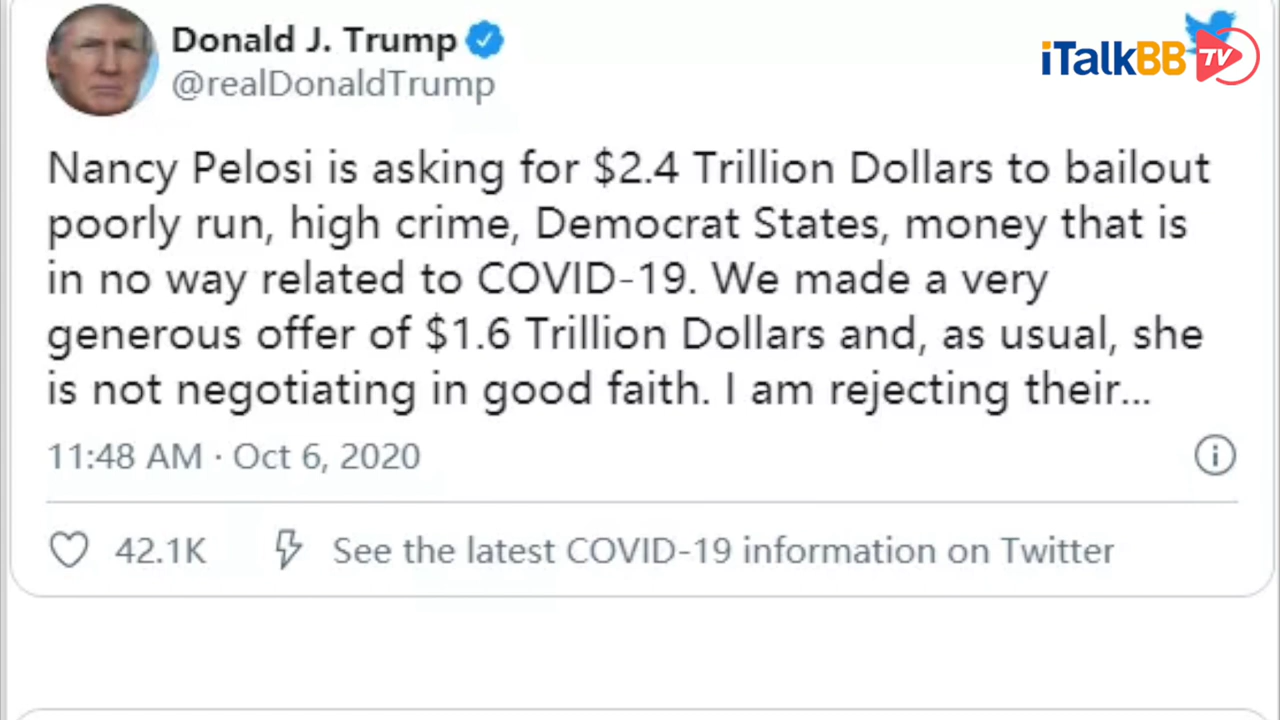 Donald J. Trump
@realDonaldTrump
iTalkBB TV
Nancy Pelosi is asking for $2.4 Trillion Dollars to bailout
poorly run, high crime, Democrat States, money that is
in no way related to COVID-19. We made a very
generous offer of $1.6 Trillion Dollars and, as usual, she
is not negotiating in good faith. I am rejecting their...
11:48 AM · Oct 6, 2020
42.1K See the latest COVID-19 information on Twitter